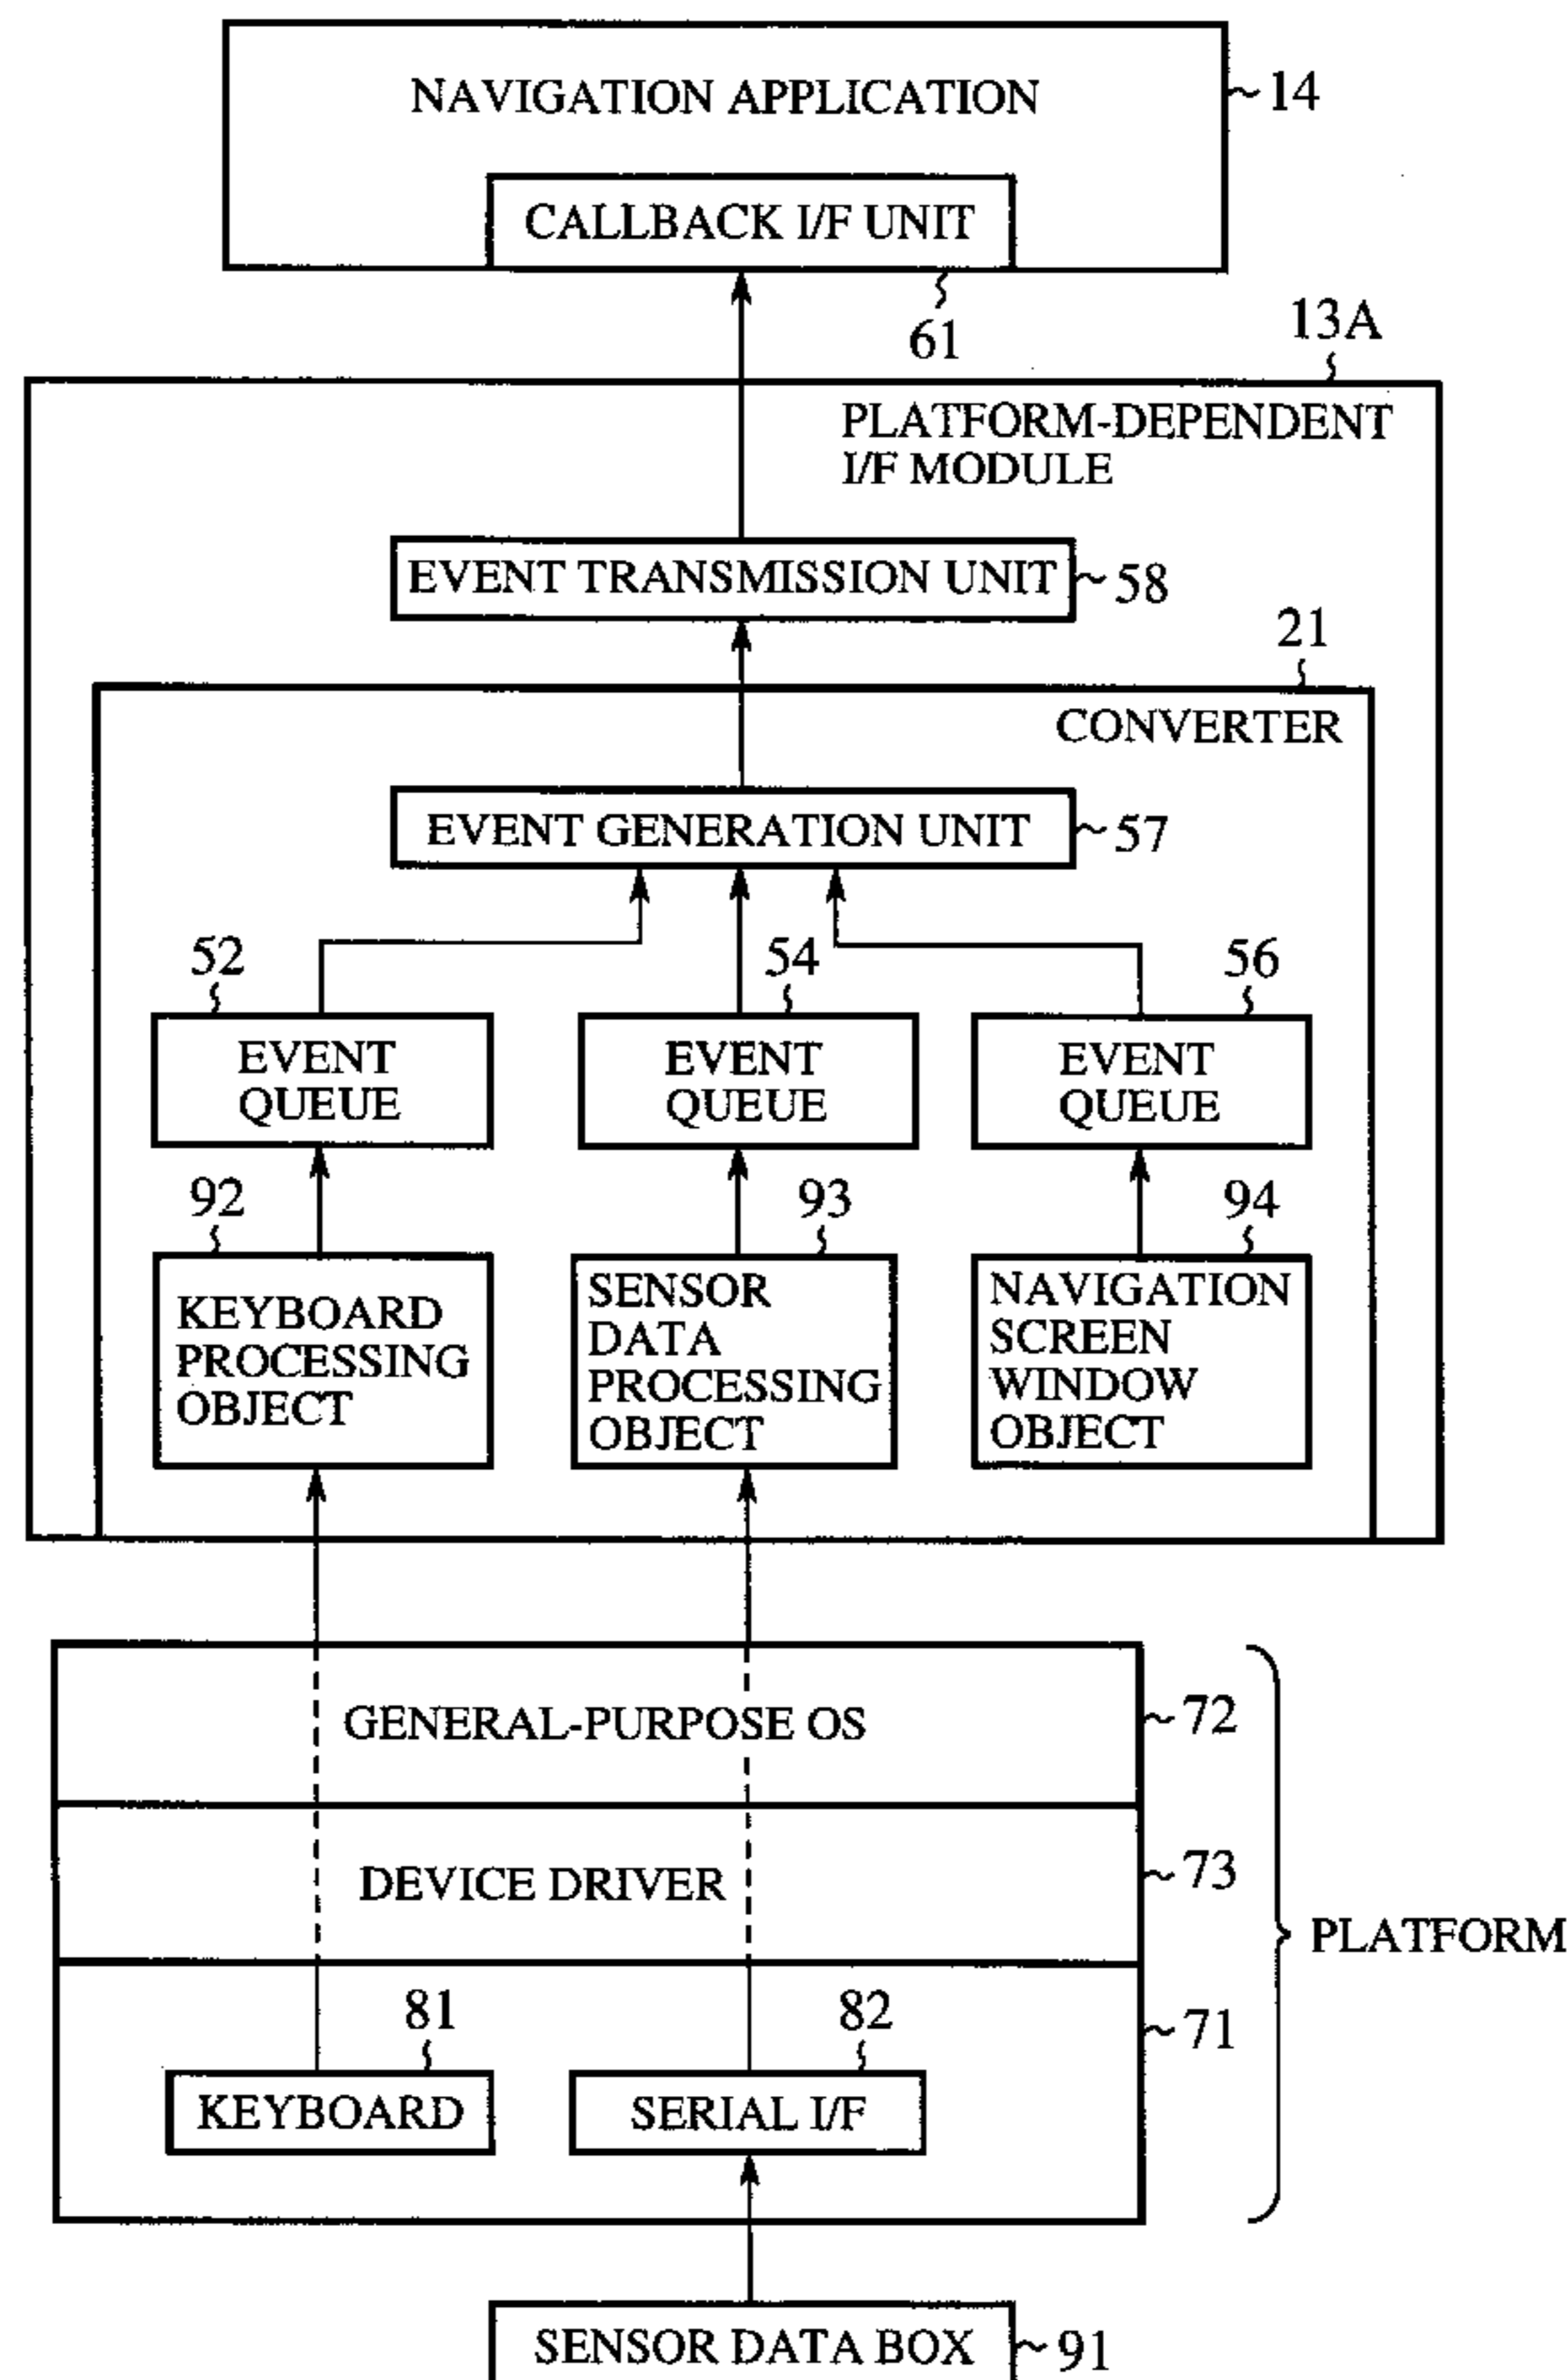 NAVIGATION APPLICATION
14
CALLBACK I/F UNIT
61
13A
PLATFORM-DEPENDENT
I/F MODULE
EVENT TRANSMISSION UNIT
58
21
CONVERTER
EVENT GENERATION UNIT
57
52
54
56
EVENT
QUEUE
EVENT
QUEUE
EVENT
QUEUE
92
93
94
KEYBOARD
PROCESSING
OBJECT
SENSOR
DATA
PROCESSING
OBJECT
NAVIGATION
SCREEN
WINDOW
OBJECT
GENERAL-PURPOSE OS
72
DEVICE DRIVER
73
PLATFORM
81
82
71
KEYBOARD
SERIAL I/F
SENSOR DATA BOX
91